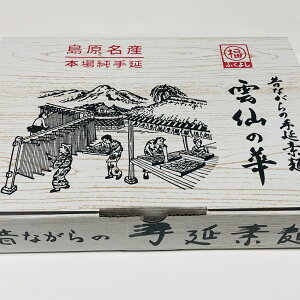 島原名産
本場純手延
福
ふくよし
昔ながらの手延素麺
雲仙の華
昔ながらの手延素麺